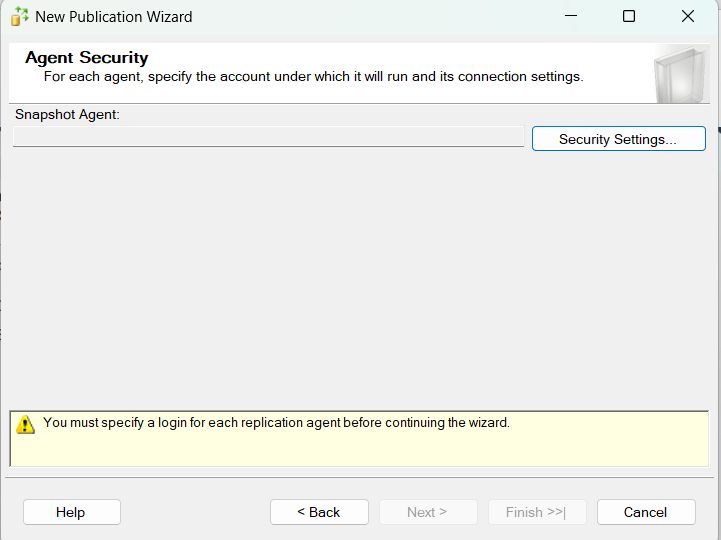 New Publication Wizard
Agent Security
For each agent, specify the account under which it will run and its connection settings.
Snapshot Agent:
Security Settings...
You must specify a login for each replication agent before continuing the wizard.
Help
< Back
Next >
Finish >>|
Cancel